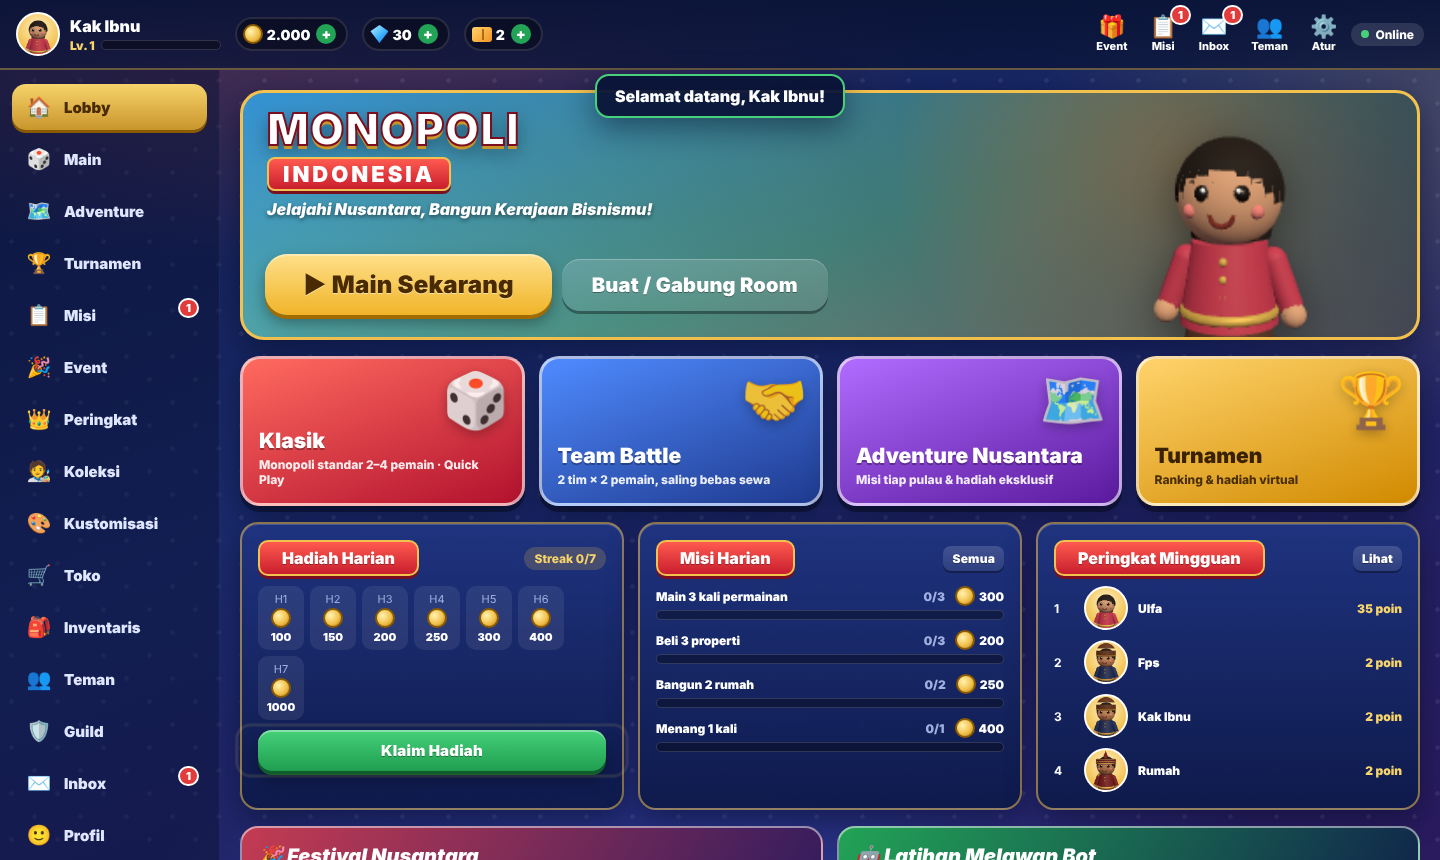 Kak Ibnu
Lv. 1
2.000 +
30 +
2 +
Event
1
Misi
1
Inbox
Teman
Atur
Online
Selamat datang, Kak Ibnu!
Lobby
Main
Adventure
Turnamen
Misi 1
Event
Peringkat
Koleksi
Kustomisasi
Toko
Inventaris
Teman
Guild
Inbox 1
Profil
MONOPOLI
INDONESIA
Jelajahi Nusantara, Bangun Kerajaan Bisnismu!
▶ Main Sekarang
Buat / Gabung Room
Klasik
Monopoli standar 2–4 pemain · Quick
Play
Team Battle
2 tim × 2 pemain, saling bebas sewa
Adventure Nusantara
Misi tiap pulau & hadiah eksklusif
Turnamen
Ranking & hadiah virtual
Hadiah Harian
Streak 0/7
H1 H2 H3 H4 H5 H6
100 150 200 250 300 400
H7
1000
Klaim Hadiah
Misi Harian
Semua
Main 3 kali permainan 0/3 300
Beli 3 properti 0/3 200
Bangun 2 rumah 0/2 250
Menang 1 kali 0/1 400
Peringkat Mingguan
Lihat
1 Ulfa 35 poin
2 Fps 2 poin
3 Kak Ibnu 2 poin
4 Rumah 2 poin
Festival Nusantara
Latihan Melawan Bot